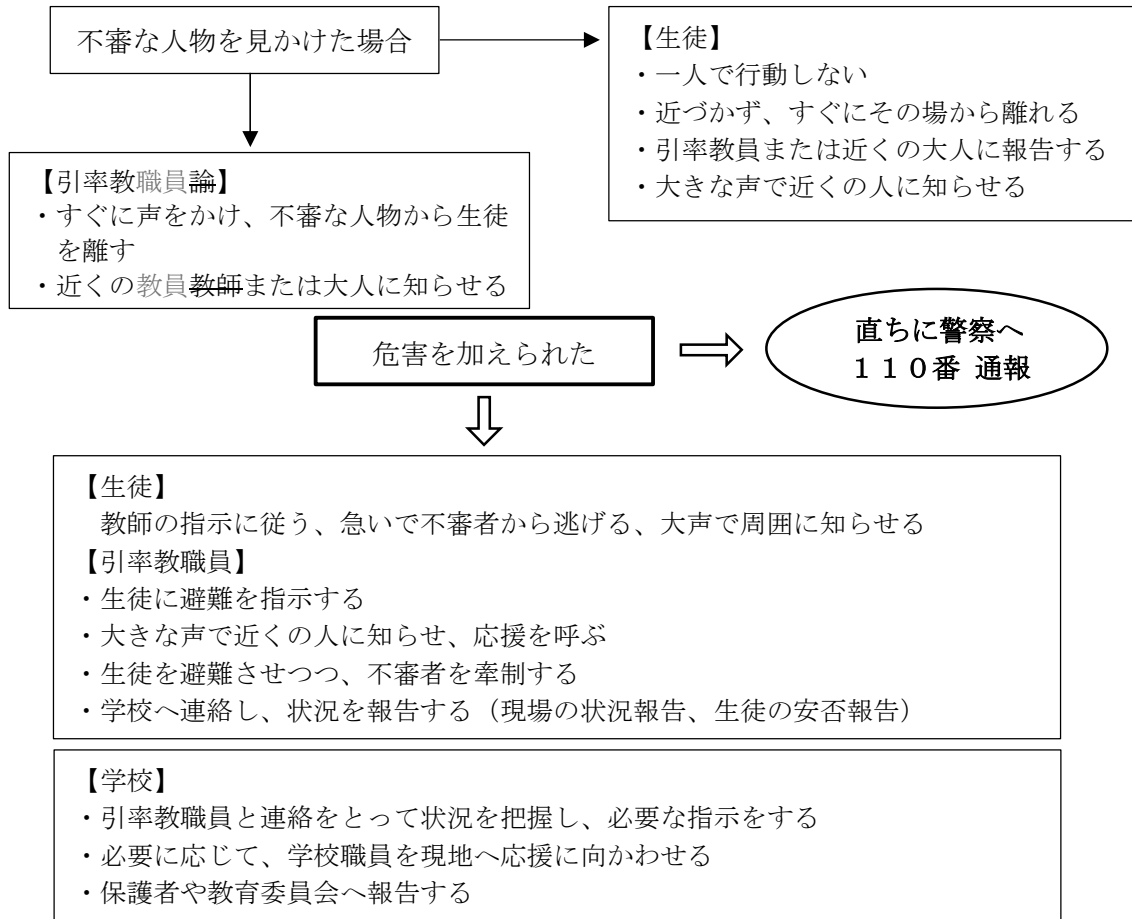 不審な人物を見かけた場合
【生徒】
・一人で行動しない
・近づかず、すぐにその場から離れる
・引率教員または近くの大人に報告する
・大きな声で近くの人に知らせる
【引率教職員諭】
・すぐに声をかけ、不審な人物から生徒
を離す
・近くの教員教師または大人に知らせる
危害を加えられた
直ちに警察へ
110番 通報
【生徒】
教師の指示に従う、急いで不審者から逃げる、大声で周囲に知らせる
【引率教職員】
・生徒に避難を指示する
・大きな声で近くの人に知らせ、応援を呼ぶ
・生徒を避難させつつ、不審者を牽制する
・学校へ連絡し、状況を報告する(現場の状況報告、生徒の安否報告)
【学校】
・引率教職員と連絡をとって状況を把握し、必要な指示をする
・必要に応じて、学校職員を現地へ応援に向かわせる
・保護者や教育委員会へ報告する